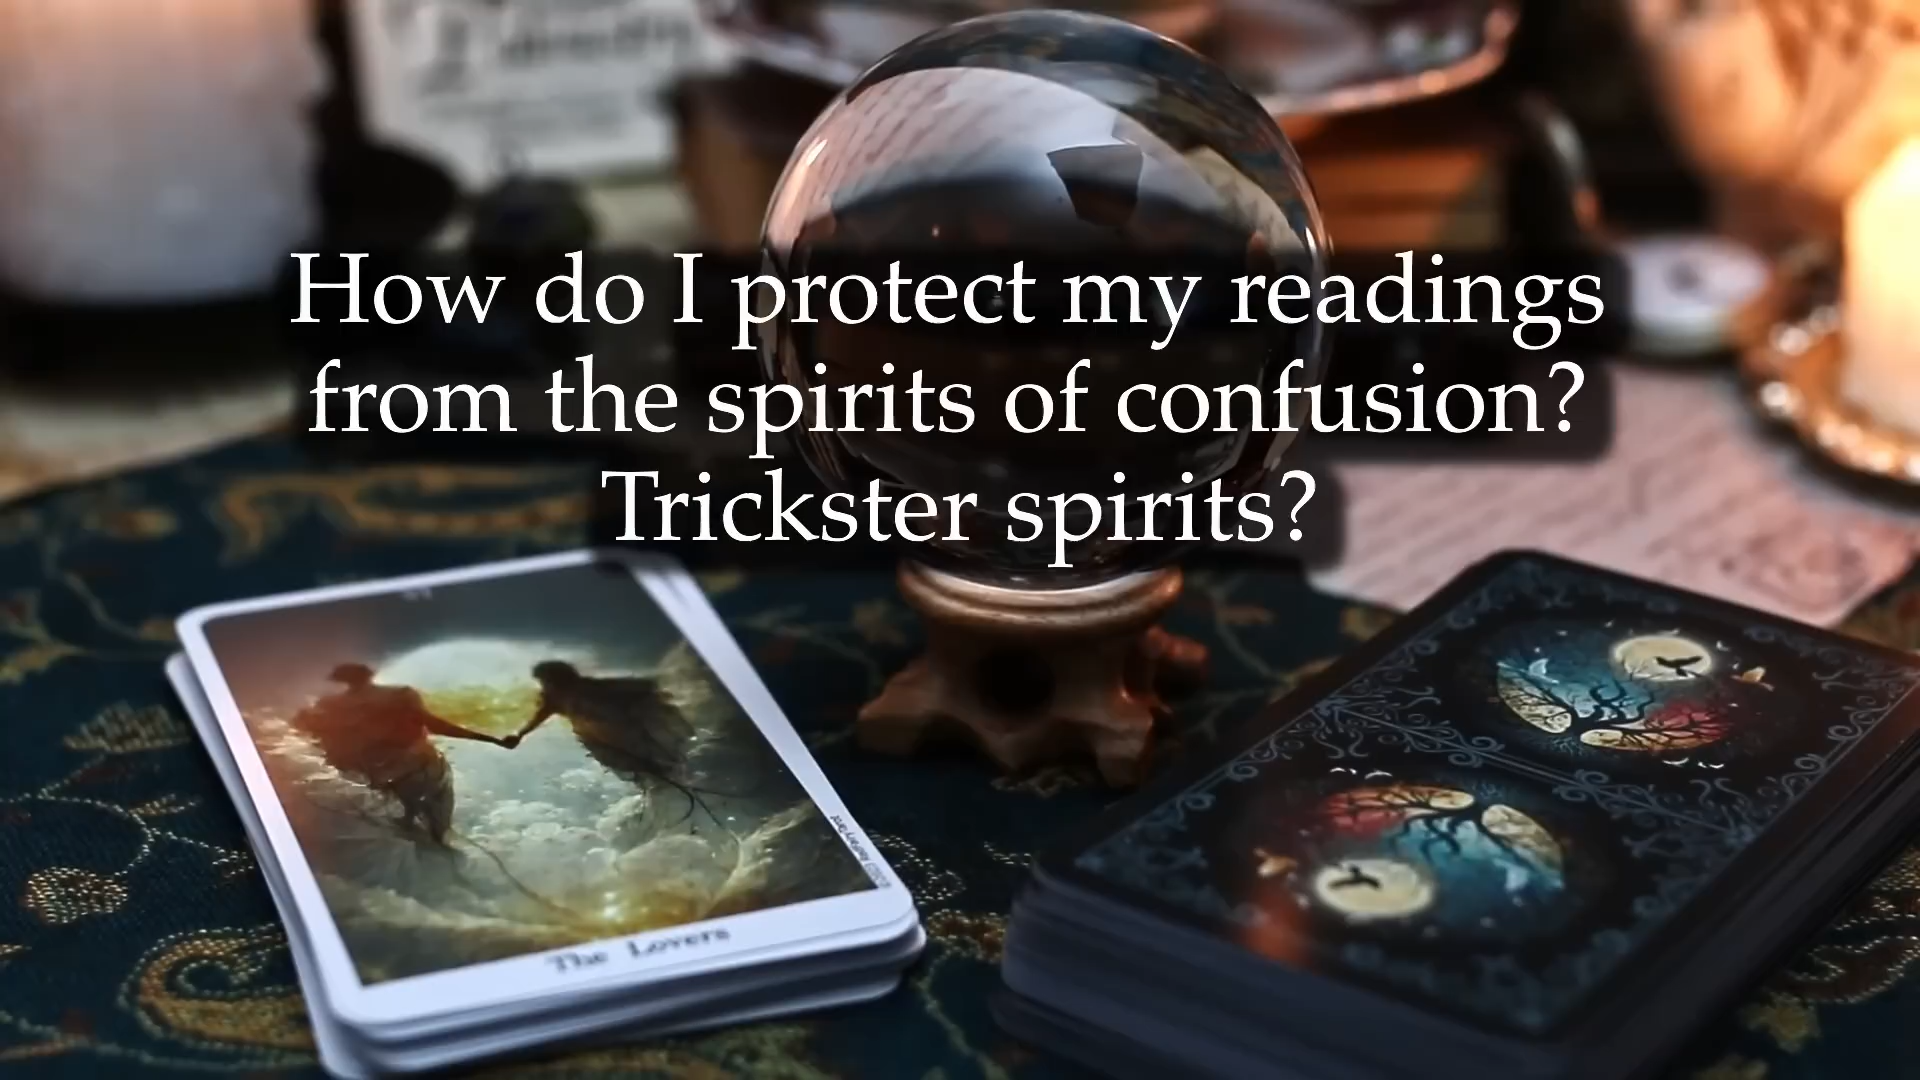 How do I protect my readings
from the spirits of confusion?
Trickster spirits?
The Lovers